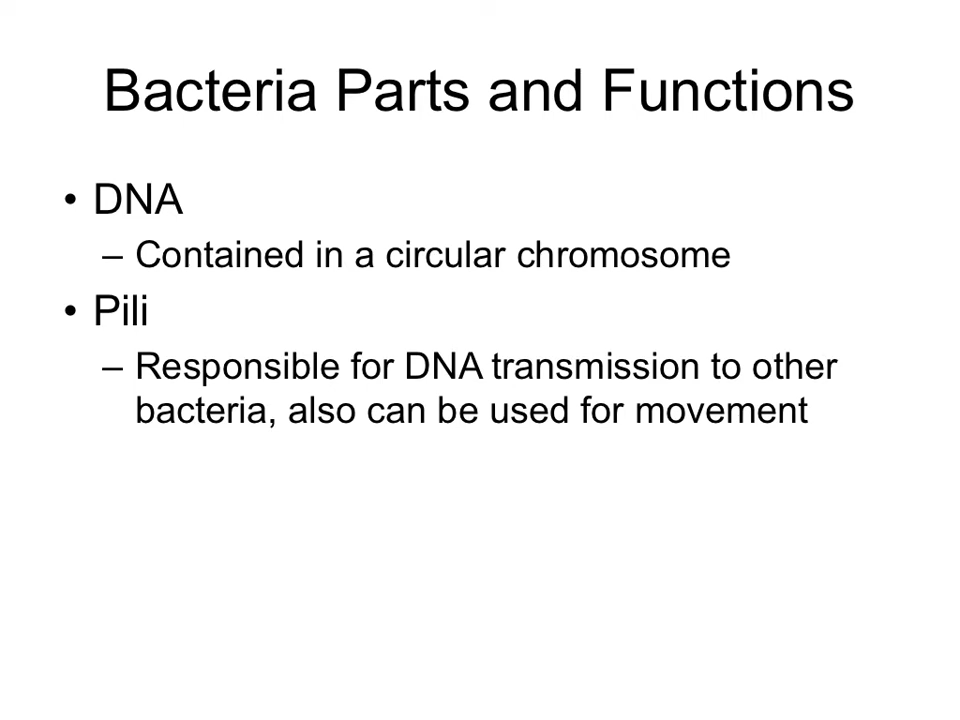 Bacteria Parts and Functions
• DNA
– Contained in a circular chromosome
• Pili
– Responsible for DNA transmission to other
bacteria, also can be used for movement